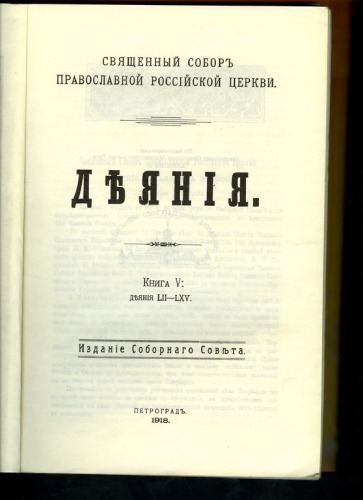 СВЯЩЕННЫЙ СОБОРЪ
ПРАВОСЛАВНОЙ РОССІЙСКОЙ ЦЕРКВИ.
ДѢЯНІЯ.
Книга V:
дѣянія LII—LXV.
Изданіе Соборнаго Совѣта.
ПЕТРОГРАДЪ.
1918.